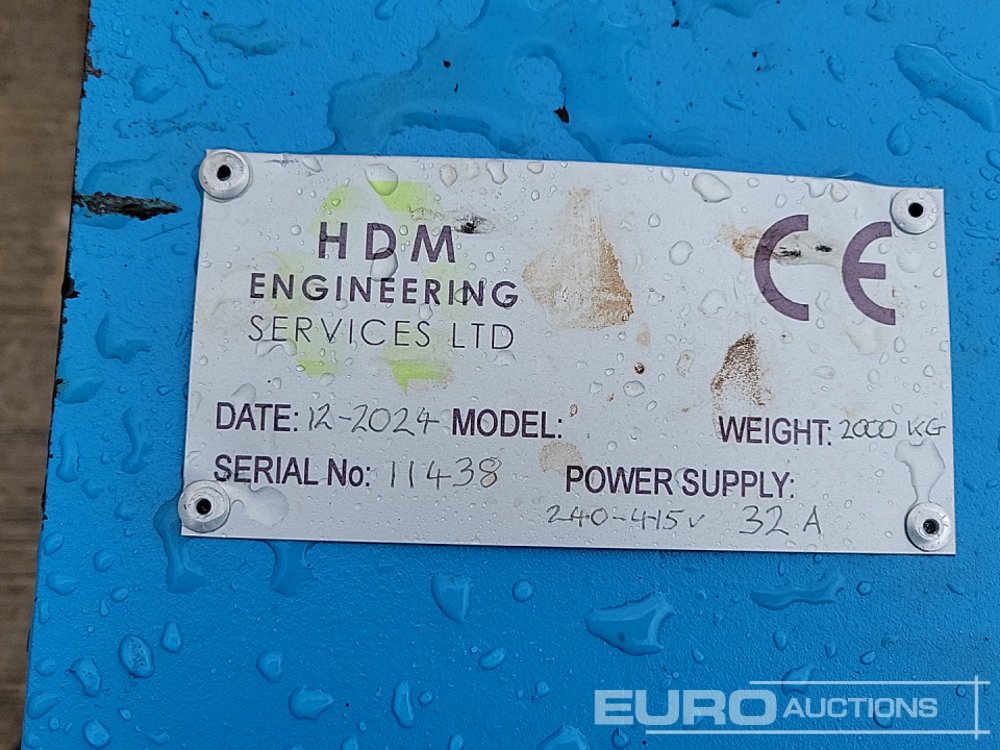 HDM
ENGINEERING
SERVICES LTD
CE
DATE: 12-2024 MODEL: WEIGHT: 2000 KG
SERIAL No: 11438 POWER SUPPLY:
240-415v 32 A
EURO AUCTIONS